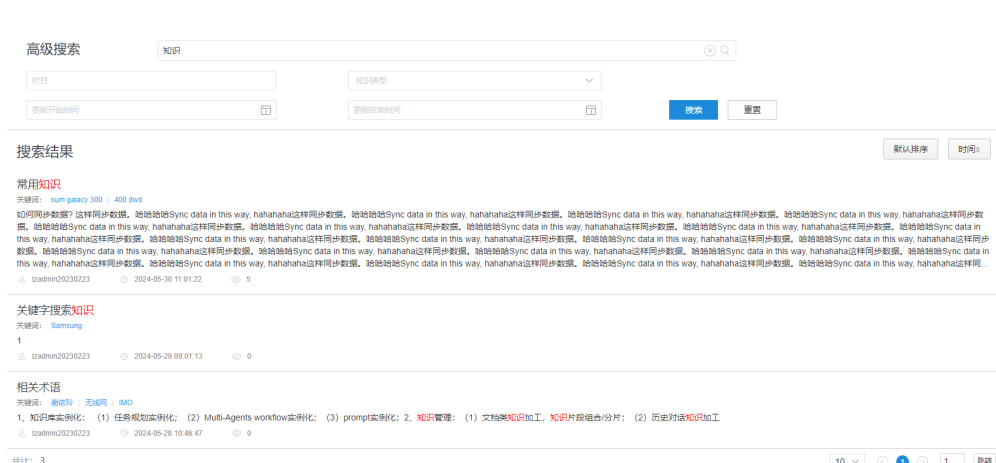 高级搜索
知识
栏目
知识类型
更新开始时间
更新结束时间
搜索
重置
搜索结果
默认排序
时间
常用知识
关键词： sum galacy 300 | 400 dwd
如何同步数据? 这样同步数据。哈哈哈哈Sync data in this way, hahahaha这样同步数据。哈哈哈哈Sync data in this way, hahahaha这样同步数据。哈哈哈哈Sync data in this way, hahahaha这样同步数据。哈哈哈哈Sync data in this way, hahahaha这样同步数
据。哈哈哈哈Sync data in this way, hahahaha这样同步数据。哈哈哈哈Sync data in this way, hahahaha这样同步数据。哈哈哈哈Sync data in this way, hahahaha这样同步数据。哈哈哈哈Sync data in this way, hahahaha这样同步数据。哈哈哈哈Sync data in
this way, hahahaha这样同步数据。哈哈哈哈Sync data in this way, hahahaha这样同步数据。哈哈哈哈Sync data in this way, hahahaha这样同步数据。哈哈哈哈Sync data in this way, hahahaha这样同步数据。哈哈哈哈Sync data in this way, hahahaha这样同步
数据。哈哈哈哈Sync data in this way, hahahaha这样同步数据。哈哈哈哈Sync data in this way, hahahaha这样同步数据。哈哈哈哈Sync data in this way, hahahaha这样同步数据。哈哈哈哈Sync data in this way, hahahaha这样同步数据。哈哈哈哈Sync data in
this way, hahahaha这样同步数据。哈哈哈哈Sync data in this way, hahahaha这样同步数据。哈哈哈哈Sync data in this way, hahahaha这样同步数据。哈哈哈哈Sync data in this way, hahahaha这样同步数据。哈哈哈哈Sync data in this way, hahahaha这样同...
lzadmin20230223 2024-05-30 11:01:22 5
关键字搜索知识
关键词： Samsung
1
lzadmin20230223 2024-05-29 09:01:13 0
相关术语
关键词： 谢依玲 | 无线网 | IMO
1、知识库实例化：（1）任务规划实例化；（2）Multi-Agents workflow实例化；（3）prompt实例化；2、知识管理：（1）文档类知识加工，知识片段组合/分片；（2）历史对话知识加工
lzadmin20230223 2024-05-28 10:46:47 0
共计： 3
10 1 1 跳转